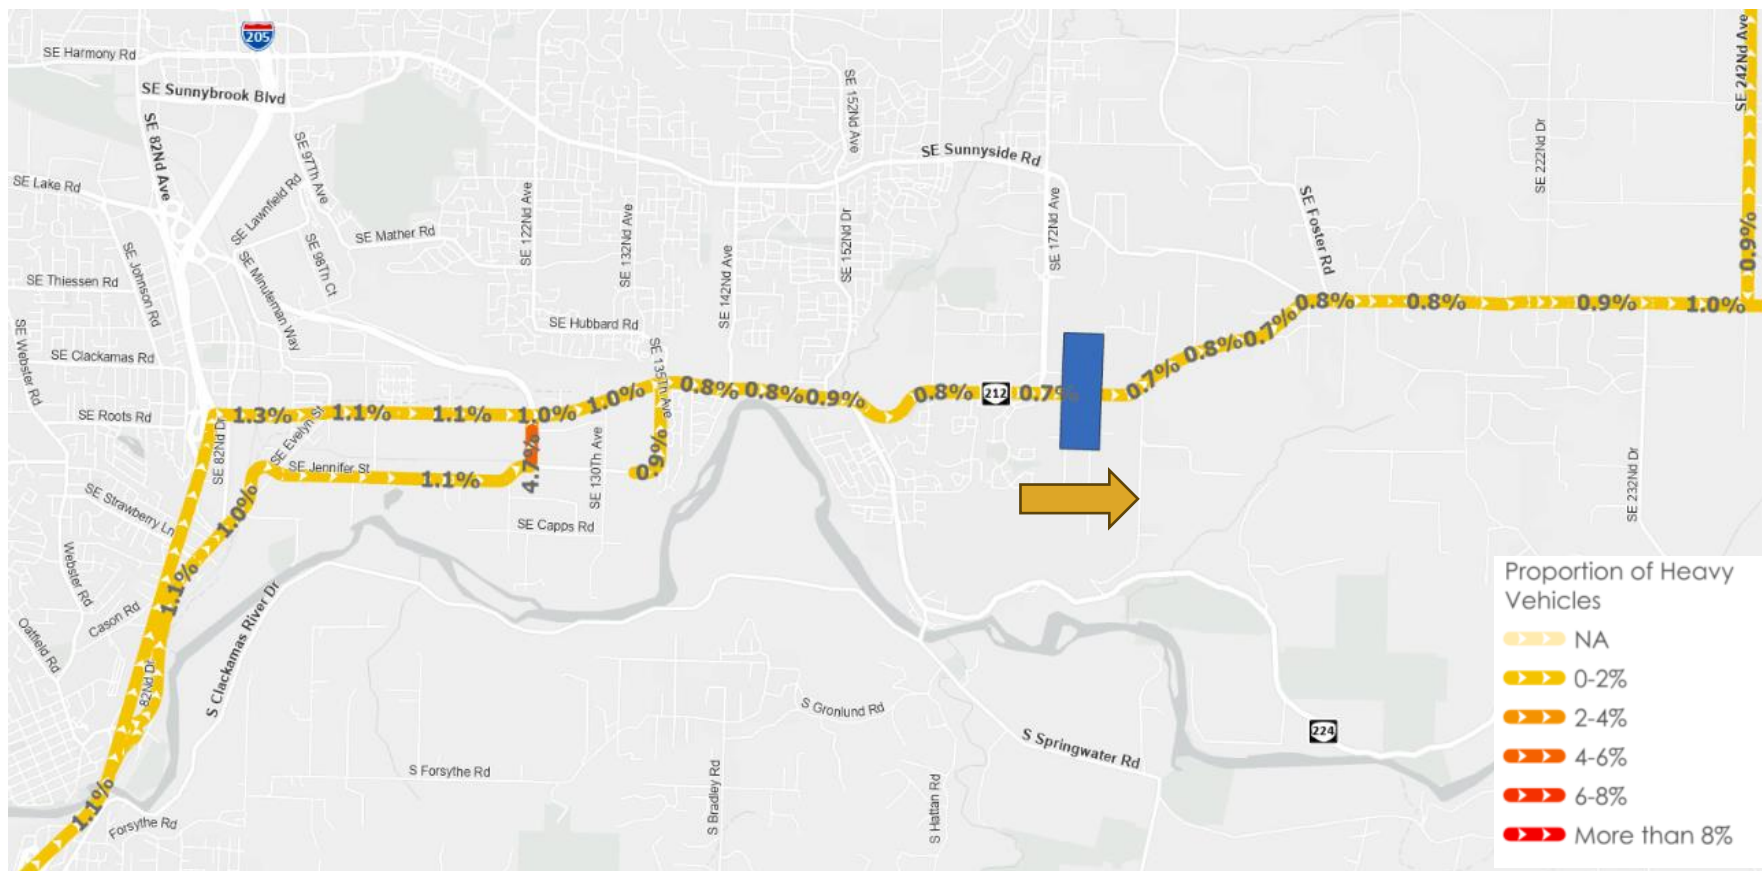 205
SE Harmony Rd
SE Sunnybrook Blvd
SE 82Nd Ave
SE 97Th Ave
SE Lake Rd
SE Lawnfield Rd
SE Mather Rd
SE 98Th Ct
SE Johnson Rd
SE Thiessen Rd
SE Minuteman Way
SE Webster Rd
SE Clackamas Rd
SE Roots Rd
SE 82Nd Dr
SE Evelyn St
SE Jennifer St
SE Strawberry Ln
Webster Rd
Cason Rd
Oatfield Rd
82Nd Dr
S Clackamas River Dr
Forsythe Rd
SE 122Nd Ave
SE 132Nd Ave
SE Hubbard Rd
SE 135Th Ave
SE 130Th Ave
SE Capps Rd
SE 142Nd Ave
SE 152Nd Ave
SE 152Nd Dr
SE Sunnyside Rd
SE 172Nd Ave
SE Foster Rd
SE 222Nd Dr
SE 242Nd Ave
SE 232Nd Dr
212
224
S Forsythe Rd
S Bradley Rd
S Gronlund Rd
S Hattan Rd
S Springwater Rd
1.1%
1.1%
1.0%
1.1%
4.7%
1.3%
1.1%
1.1%
1.0%
1.0%
0.9%
0.8%
0.8%
0.9%
0.8%
0.7%
0.7%
0.8%
0.7%
0.8%
0.8%
0.9%
1.0%
0.9%
Proportion of Heavy
Vehicles
NA
0-2%
2-4%
4-6%
6-8%
More than 8%